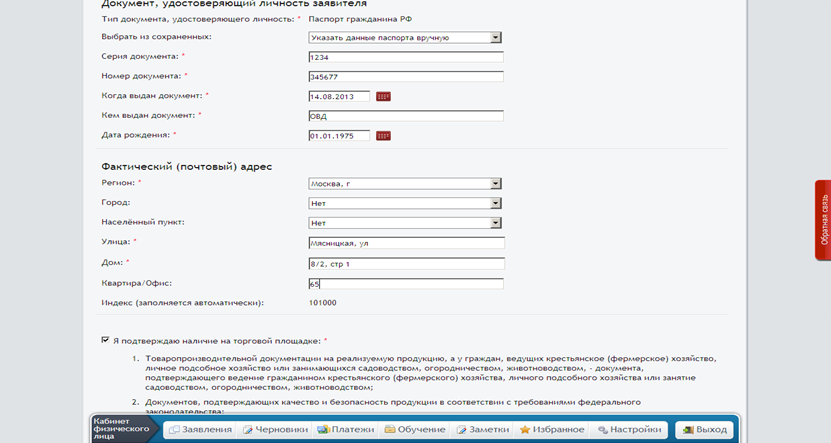 Документ, удостоверяющий личность заявителя
Тип документа, удостоверяющего личность: * Паспорт гражданина РФ
Выбрать из сохраненных: Указать данные паспорта вручную
Серия документа: * 1234
Номер документа: * 345677
Когда выдан документ: * 14.08.2013
Кем выдан документ: * ОВД
Дата рождения: * 01.01.1975
Фактический (почтовый) адрес
Регион: * Москва, г
Город: Нет
Населённый пункт: Нет
Улица: * Мясницкая, ул
Дом: * 8/2, стр 1
Квартира/Офис: 65
Индекс (заполняется автоматически): 101000
Обратная связь
Я подтверждаю наличие на торговой площадке: *
1. Товаропроизводительной документации на реализуемую продукцию, а у граждан, ведущих крестьянское (фермерское) хозяйство,
личное подсобное хозяйство или занимающихся садоводством, огородничеством, животноводством, - документа,
подтверждающего ведение гражданином крестьянского (фермерского) хозяйства, личного подсобного хозяйства или занятие
садоводством, огородничеством, животноводством;
2. Документов, подтверждающих качество и безопасность продукции в соответствии с требованиями федерального
законодательства;
Кабинет
физического
лица
Заявления Черновики Платежи Обучение Заметки Избранное Настройки Выход